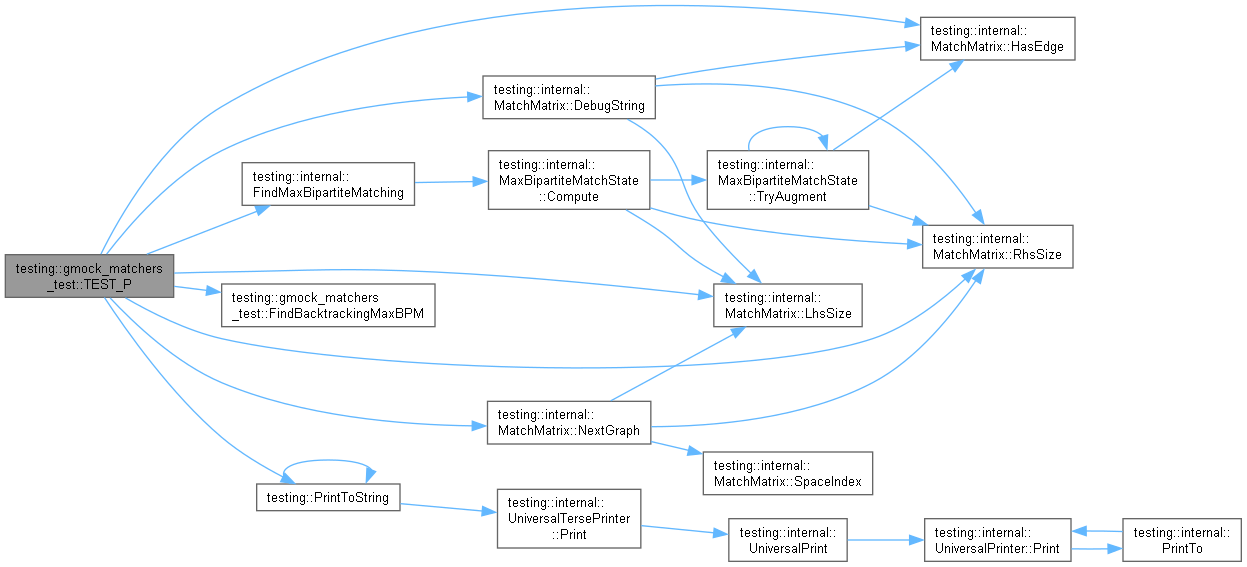 testing::internal::
MatchMatrix::HasEdge
testing::internal::
MatchMatrix::DebugString
testing::internal::
FindMaxBipartiteMatching
testing::internal::
MaxBipartiteMatchState
::Compute
testing::internal::
MaxBipartiteMatchState
::TryAugment
testing::internal::
MatchMatrix::RhsSize
testing::gmock_matchers
_test::TEST_P
testing::gmock_matchers
_test::FindBacktrackingMaxBPM
testing::internal::
MatchMatrix::LhsSize
testing::internal::
MatchMatrix::NextGraph
testing::internal::
MatchMatrix::SpaceIndex
testing::PrintToString
testing::internal::
UniversalTersePrinter
::Print
testing::internal::
UniversalPrint
testing::internal::
UniversalPrinter::Print
testing::internal::
PrintTo